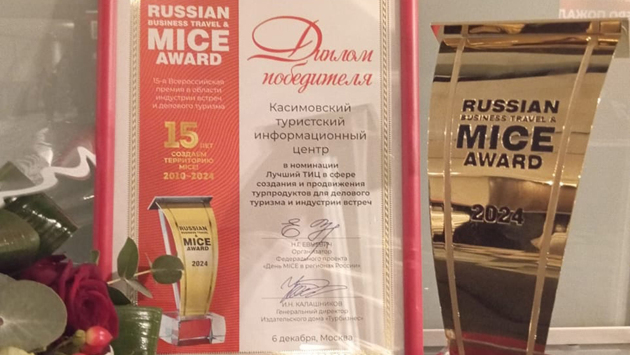 RUSSIAN
BUSINESS TRAVEL &
MICE
AWARD
15-я Всероссийская
премия в области
индустрии встреч
и делового туризма
15 ЛЕТ
СОЗДАЕМ
ТЕРРИТОРИЮ
MICE!
2010-2024
RUSSIAN
BUSINESS TRAVEL &
MICE
AWARD
2024
Диплом
победителя
Касимовский
туристский
информационный
центр
в номинации
Лучший ТИЦ в сфере
создания и продвижения
турпродуктов для делового
туризма и индустрии встреч
Организатор
Федерального проекта
«День MICE в регионах России»
И.Н. КАЛАШНИКОВ
Генеральный директор
Издательского дома «Турбизнес»
6 декабря, Москва
RUSSIAN
BUSINESS TRAVEL &
MICE
AWARD
2024